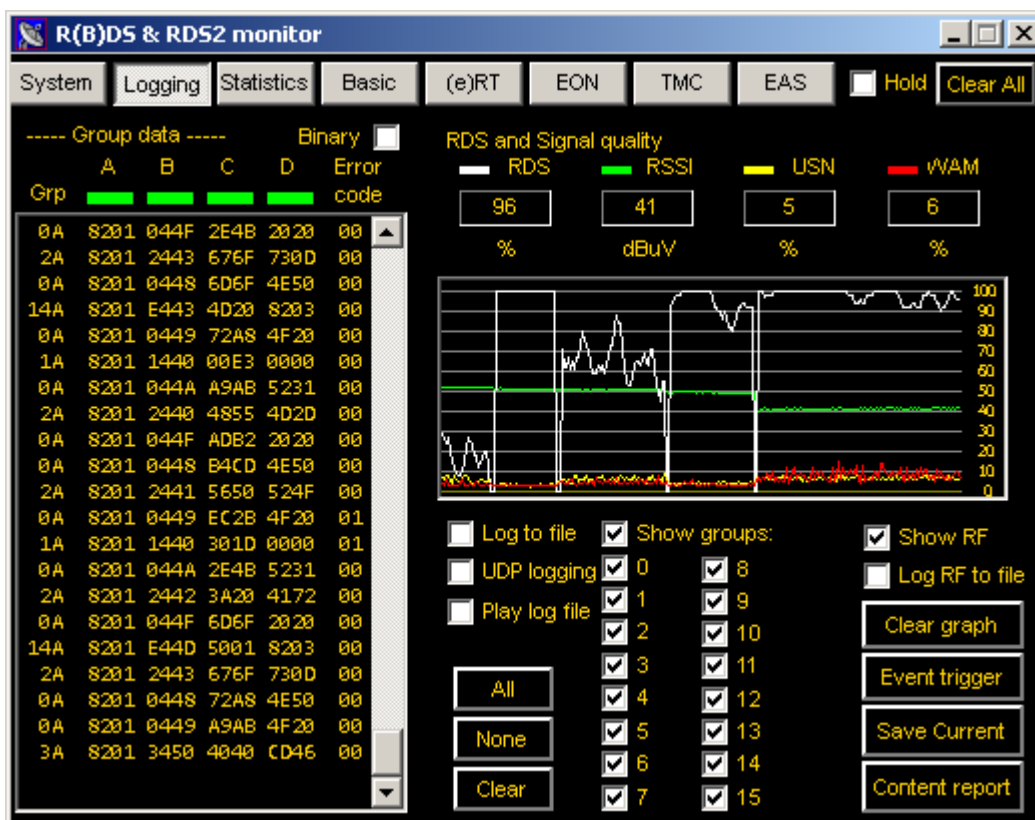 R(B)DS & RDS2 monitor
System Logging Statistics Basic (e)RT EON TMC EAS Hold Clear All
----- Group data ----- Binary
A B C D Error
Grp code
0A 8201 044F 2E4B 2020 00
2A 8201 2443 676F 730D 00
0A 8201 0448 6D6F 4E50 00
14A 8201 E443 4D20 8203 00
0A 8201 0449 72A8 4F20 00
1A 8201 1440 00E3 0000 00
0A 8201 044A A9AB 5231 00
2A 8201 2440 4855 4D2D 00
0A 8201 044F ADB2 2020 00
0A 8201 0448 B4CD 4E50 00
2A 8201 2441 5650 524F 00
0A 8201 0449 EC2B 4F20 01
1A 8201 1440 301D 0000 01
0A 8201 044A 2E4B 5231 00
2A 8201 2442 3A20 4172 00
0A 8201 044F 6D6F 2020 00
14A 8201 E44D 5001 8203 00
2A 8201 2443 676F 730D 00
0A 8201 0448 72A8 4E50 00
0A 8201 0449 A9AB 4F20 00
3A 8201 3450 4040 CD46 00
RDS and Signal quality
RDS RSSI USN WAM
96 41 5 6
% dBuV % %
100
90
80
70
60
50
40
30
20
10
0
Log to file
UDP logging
Play log file
All
None
Clear
Show groups:
0 8
1 9
2 10
3 11
4 12
5 13
6 14
7 15
Show RF
Log RF to file
Clear graph
Event trigger
Save Current
Content report